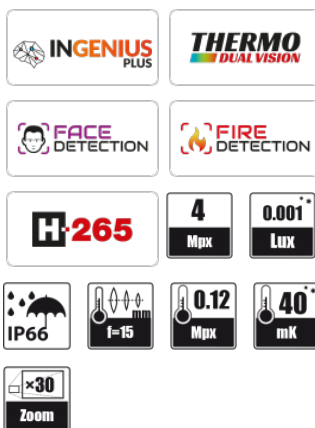 INGENIUS
PLUS
THERMO
DUAL VISION
FACE
DETECTION
FIRE
DETECTION
H·265
4
Mpx
0.001**
Lux
IP66
mm
f=15
0.12
Mpx
40**
mK
×30
Zoom